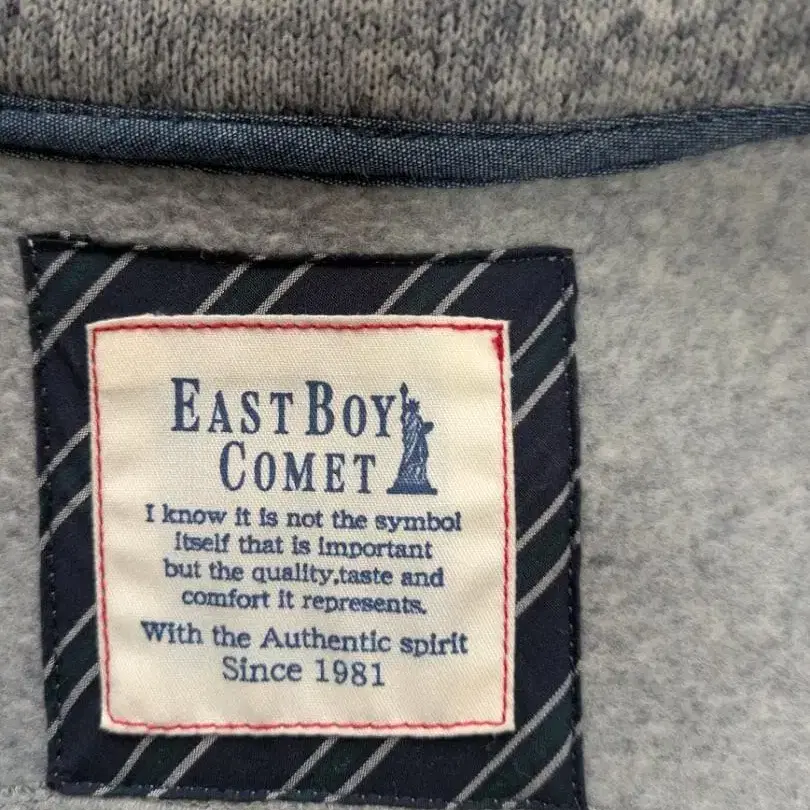 EAST BOY
COMET
I know it is not the symbol
itself that is important
but the quality,taste and
comfort it represents.
With the Authentic spirit
Since 1981